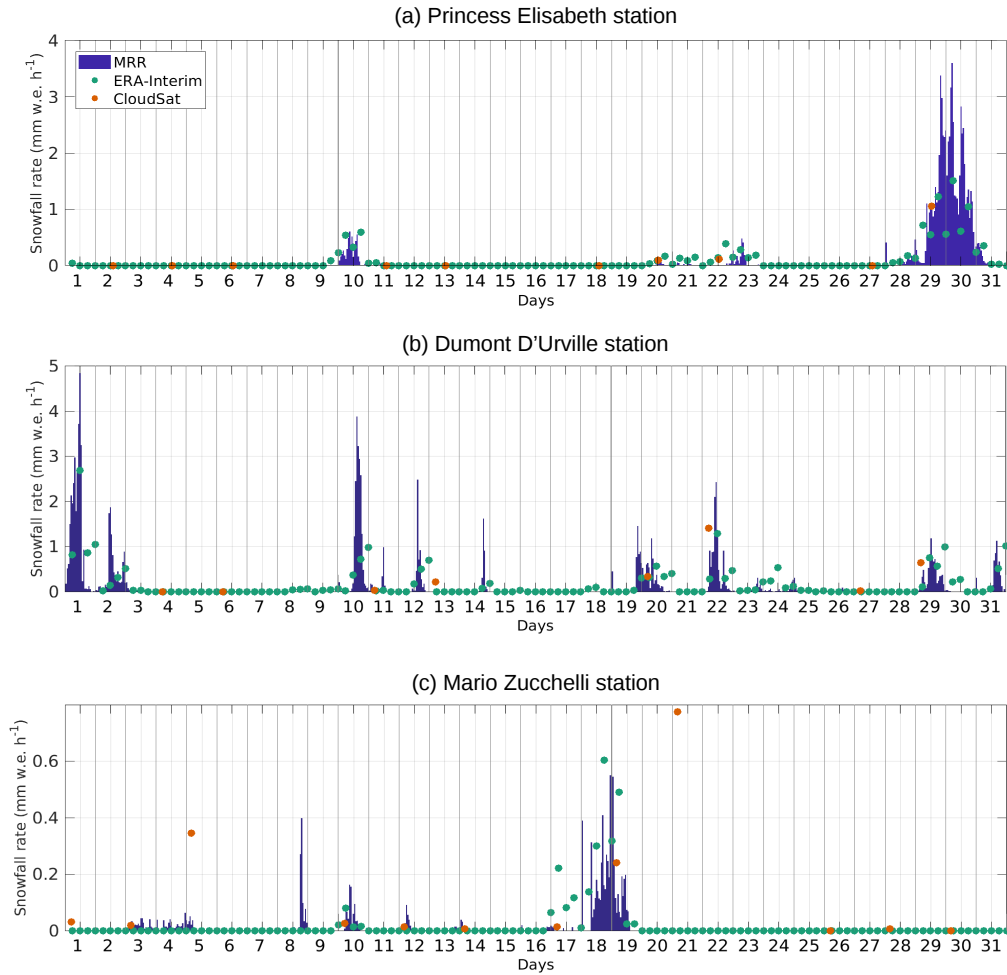 (a) Princess Elisabeth station
Snowfall rate (mm w.e. h⁻¹)
4
3
2
1
0
MRR
ERA-Interim
CloudSat
1 2 3 4 5 6 7 8 9 10 11 12 13 14 15 16 17 18 19 20 21 22 23 24 25 26 27 28 29 30 31
Days
(b) Dumont D’Urville station
Snowfall rate (mm w.e. h⁻¹)
5
4
3
2
1
0
1 2 3 4 5 6 7 8 9 10 11 12 13 14 15 16 17 18 19 20 21 22 23 24 25 26 27 28 29 30 31
Days
(c) Mario Zucchelli station
Snowfall rate (mm w.e. h⁻¹)
0.6
0.4
0.2
0
1 2 3 4 5 6 7 8 9 10 11 12 13 14 15 16 17 18 19 20 21 22 23 24 25 26 27 28 29 30 31
Days